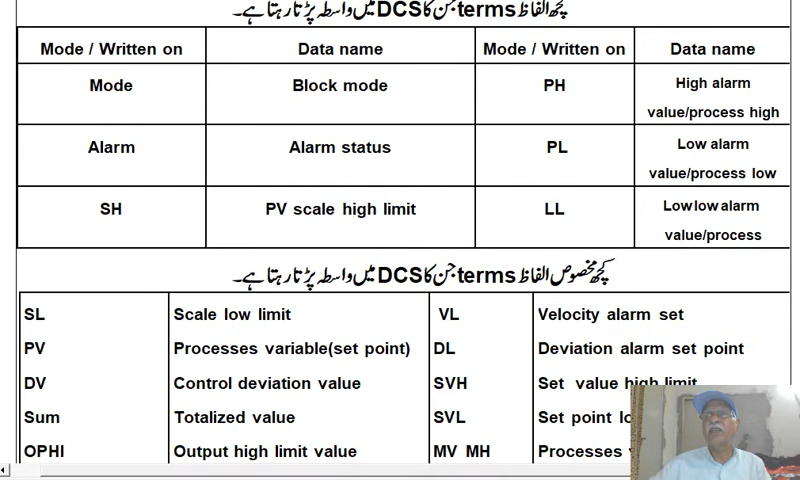 کچھ الفاظ terms جن کا DCS میں واسطہ پڑتا رہتا ہے۔
Mode / Written on Data name Mode / Written on Data name
Mode Block mode PH High alarm
value/process high
Alarm Alarm status PL Low alarm
value/process low
SH PV scale high limit LL Low low alarm
value/process
کچھ مخصوص الفاظ terms جن کا DCS میں واسطہ پڑتا رہتا ہے۔
SL Scale low limit VL Velocity alarm set
PV Processes variable(set point) DL Deviation alarm set point
DV Control deviation value SVH Set value high limit
Sum Totalized value SVL Set point
OPHI Output high limit value MV MH Processes